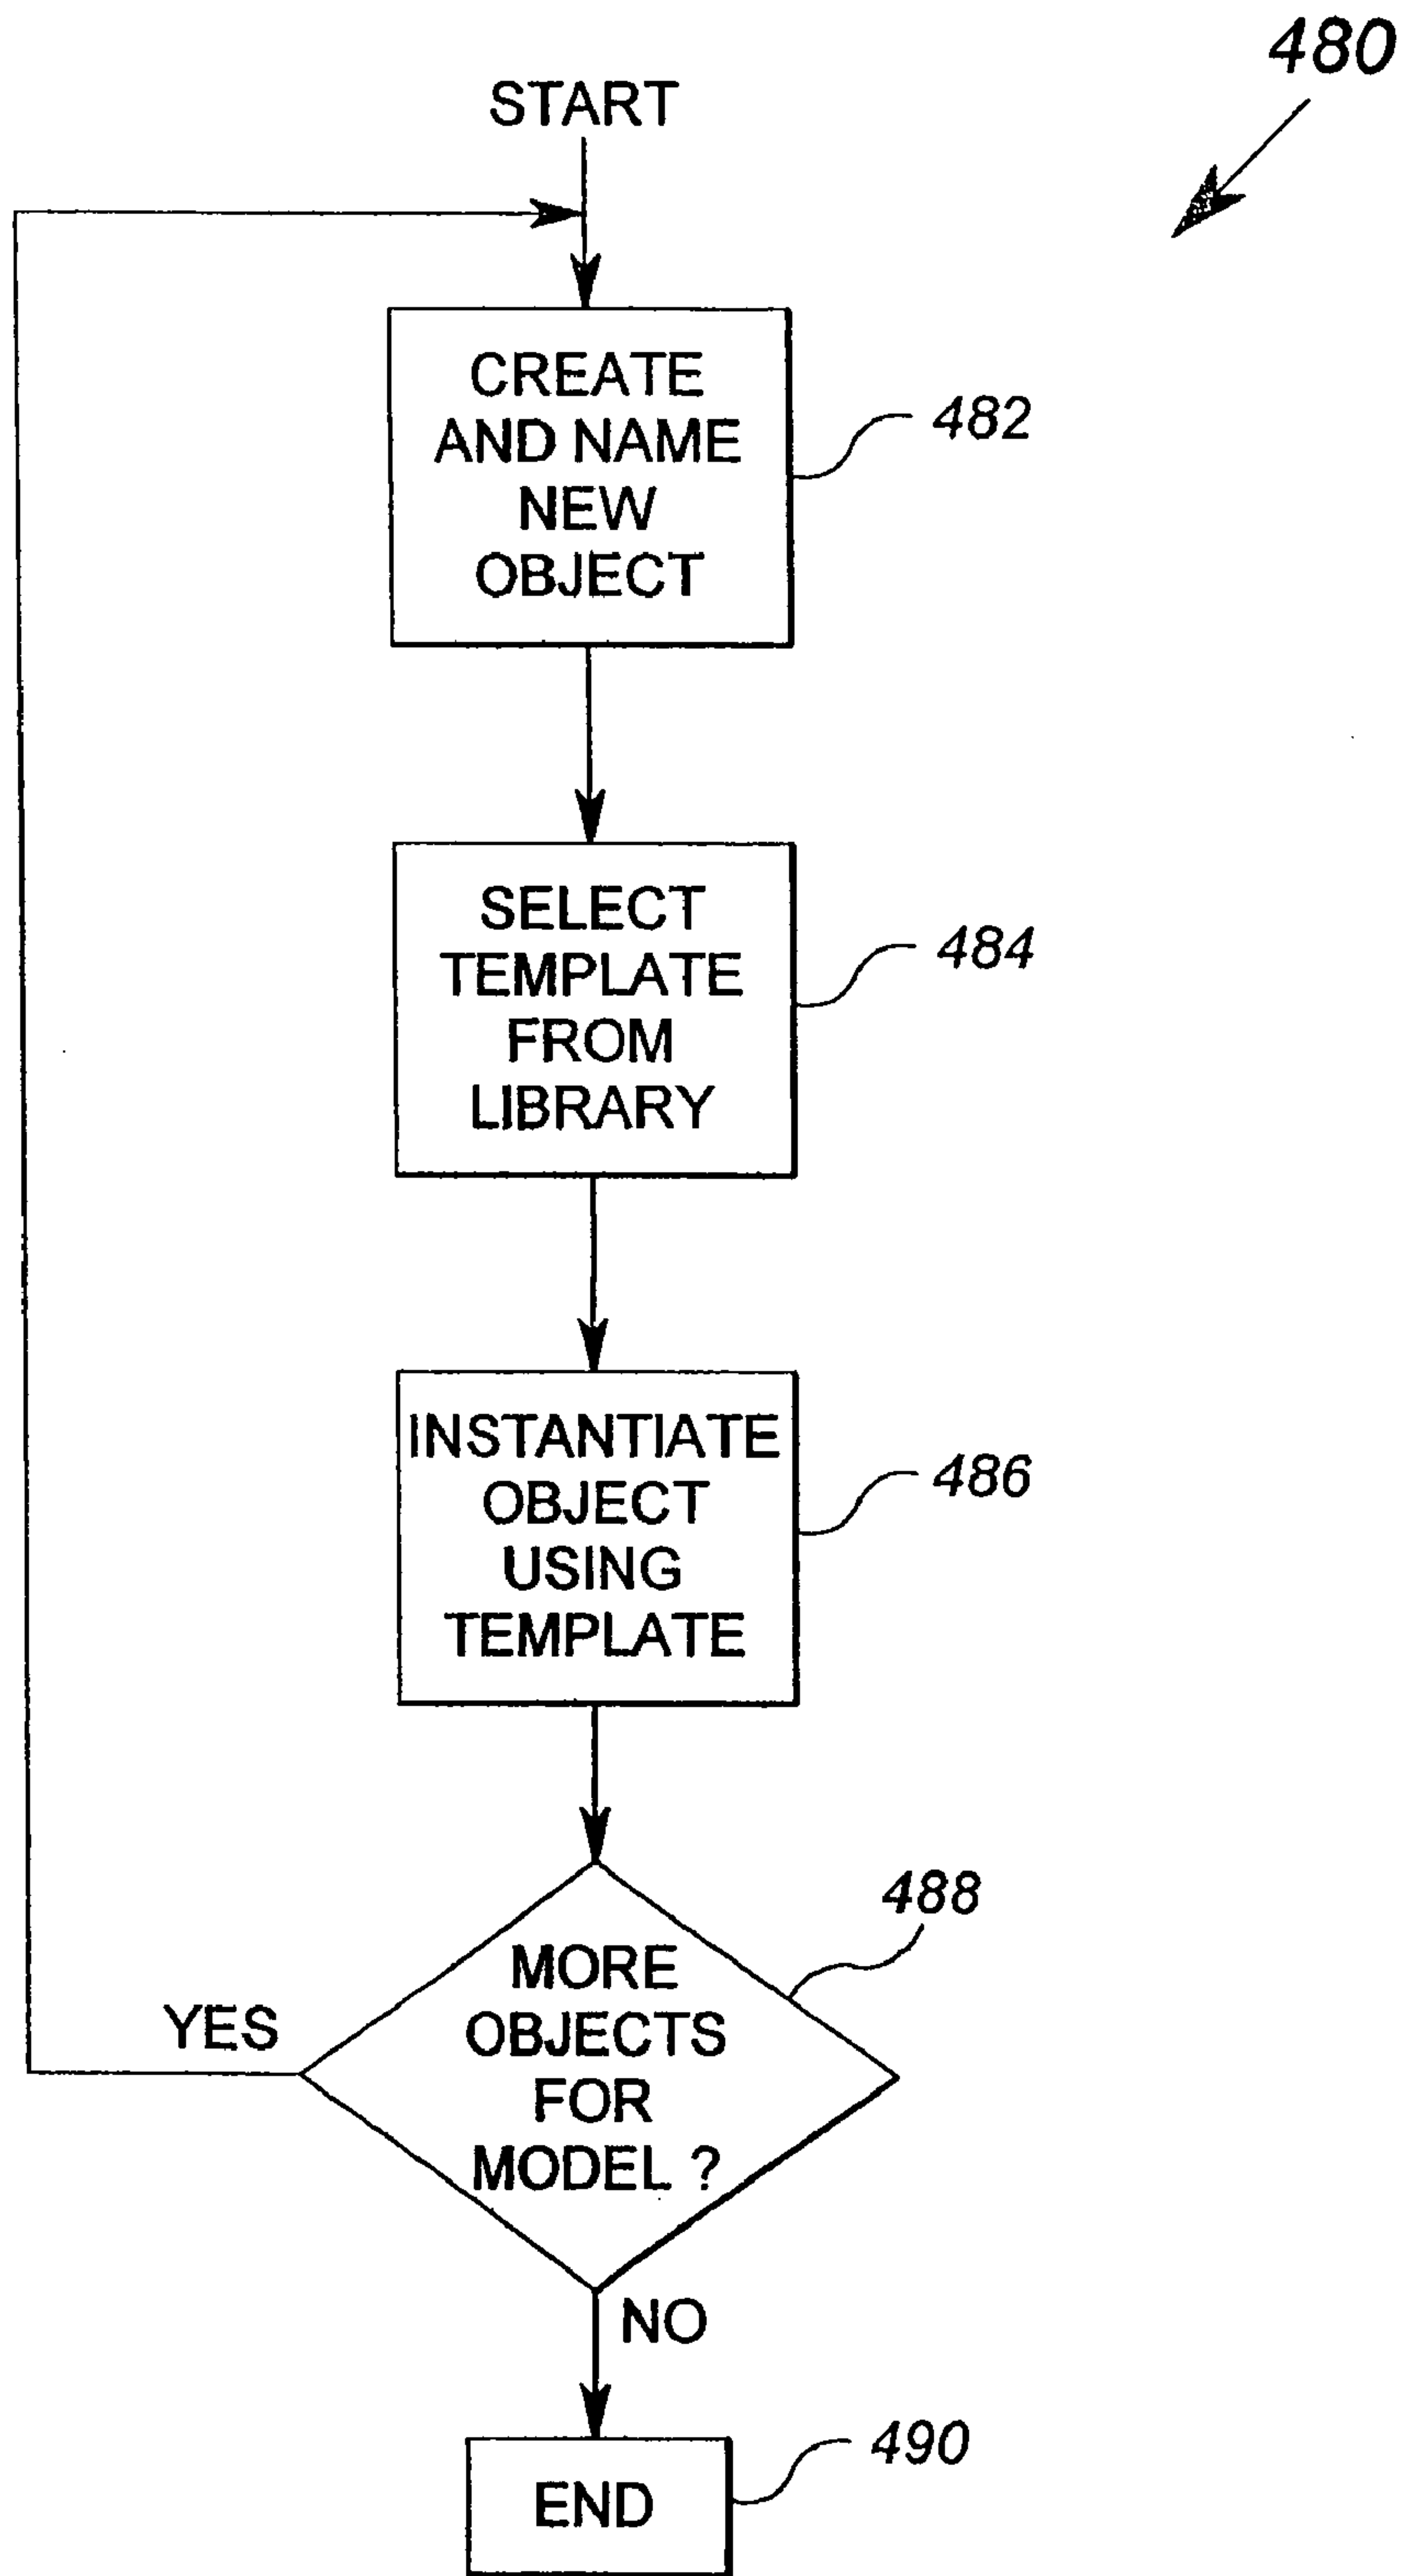 480
START
CREATE
AND NAME
NEW
OBJECT
482
SELECT
TEMPLATE
FROM
LIBRARY
484
INSTANTIATE
OBJECT
USING
TEMPLATE
486
488
MORE
OBJECTS
FOR
MODEL ?
YES
NO
END
490